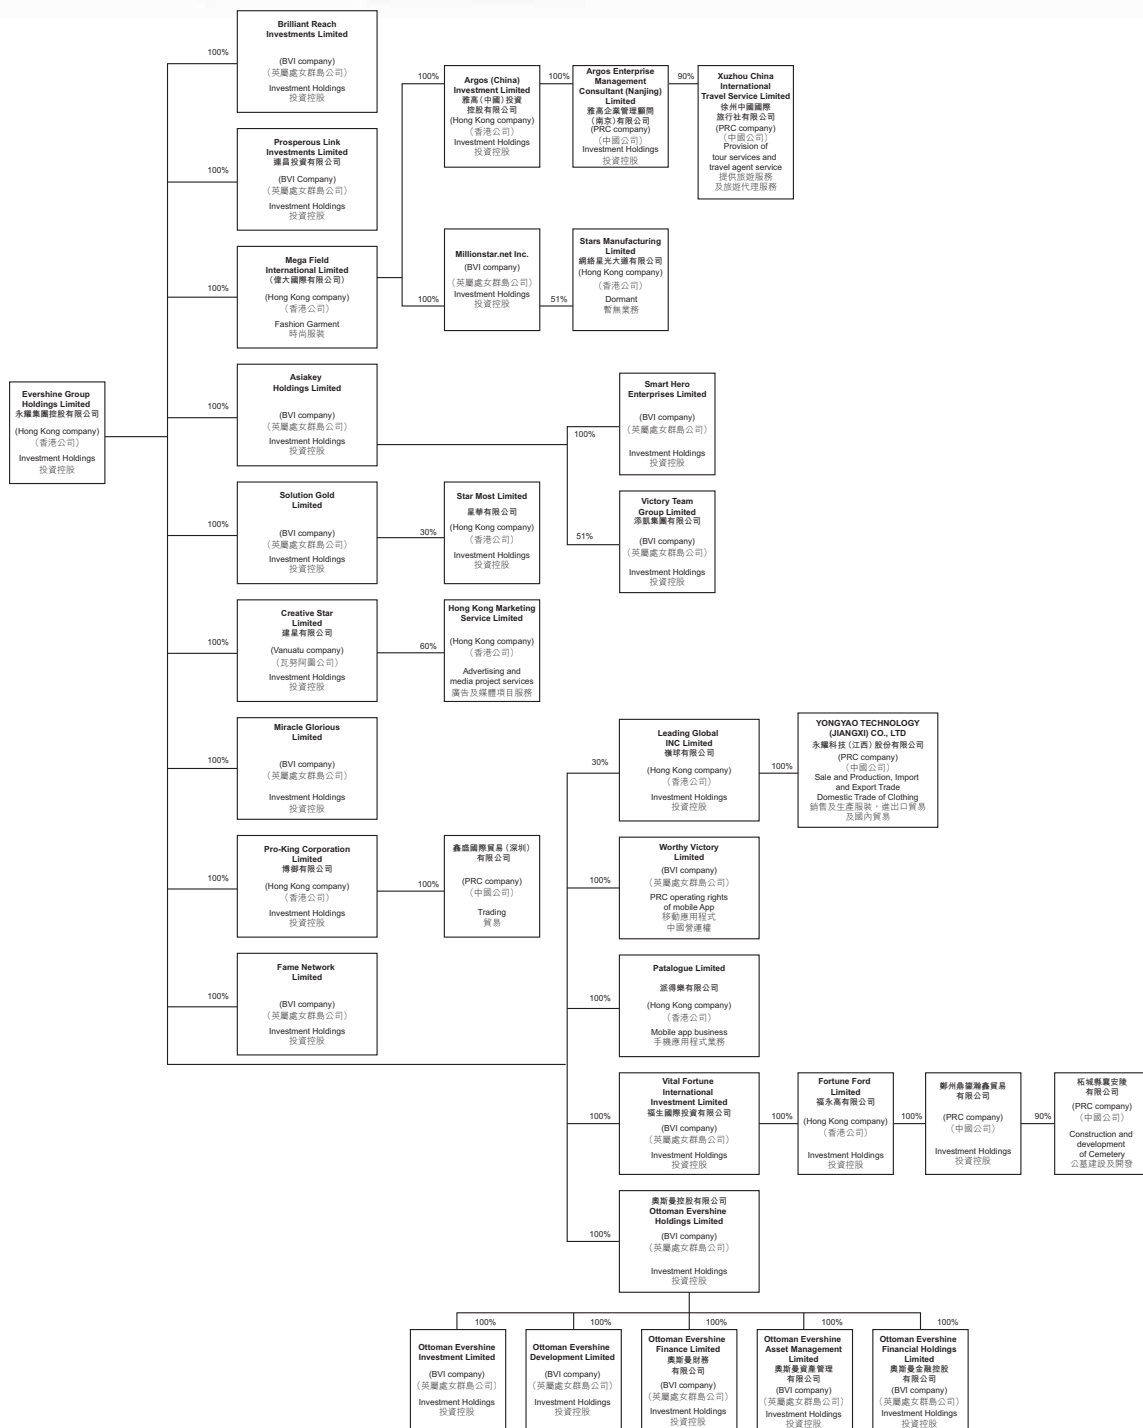 Evershine Group
Holdings Limited
永耀集團控股有限公司
(Hong Kong company)
（香港公司）
Investment Holdings
投資控股
100%
Brilliant Reach
Investments Limited
(BVI company)
（英屬處女群島公司）
Investment Holdings
投資控股
100%
Prosperous Link
Investments Limited
連昌投資有限公司
(BVI Company)
（英屬處女群島公司）
Investment Holdings
投資控股
100%
Mega Field
International Limited
（偉大國際有限公司）
(Hong Kong company)
（香港公司）
Fashion Garment
時尚服裝
100%
Argos (China)
Investment Limited
雅高（中國）投資
控股有限公司
(Hong Kong company)
（香港公司）
Investment Holdings
投資控股
100%
Argos Enterprise
Management
Consultant (Nanjing)
Limited
雅高企業管理顧問
（南京）有限公司
(PRC company)
（中國公司）
Investment Holdings
投資控股
90%
Xuzhou China
International
Travel Service Limited
徐州中國國際
旅行社有限公司
(PRC company)
（中國公司）
Provision of
tour services and
travel agent service
提供旅遊服務
及旅遊代理服務
100%
Millionstar.net Inc.
(BVI company)
（英屬處女群島公司）
Investment Holdings
投資控股
51%
Stars Manufacturing
Limited
網絡星光大道有限公司
(Hong Kong company)
（香港公司）
Dormant
暫無業務
100%
Asiakey
Holdings Limited
(BVI company)
（英屬處女群島公司）
Investment Holdings
投資控股
100%
Smart Hero
Enterprises Limited
(BVI company)
（英屬處女群島公司）
Investment Holdings
投資控股
51%
Victory Team
Group Limited
添凱集團有限公司
(BVI company)
（英屬處女群島公司）
Investment Holdings
投資控股
100%
Solution Gold
Limited
(BVI company)
（英屬處女群島公司）
Investment Holdings
投資控股
30%
Star Most Limited
星華有限公司
(Hong Kong company)
（香港公司）
Investment Holdings
投資控股
100%
Creative Star
Limited
建星有限公司
(Vanuatu company)
（瓦努阿圖公司）
Investment Holdings
投資控股
60%
Hong Kong Marketing
Service Limited
(Hong Kong company)
（香港公司）
Advertising and
media project services
廣告及媒體項目服務
100%
Miracle Glorious
Limited
(BVI company)
（英屬處女群島公司）
Investment Holdings
投資控股
100%
Pro-King Corporation
Limited
博御有限公司
(Hong Kong company)
（香港公司）
Investment Holdings
投資控股
100%
鑫盛國際貿易（深圳）
有限公司
(PRC company)
（中國公司）
Trading
貿易
100%
Fame Network
Limited
(BVI company)
（英屬處女群島公司）
Investment Holdings
投資控股
30%
Leading Global
INC Limited
嶺球有限公司
(Hong Kong company)
（香港公司）
Investment Holdings
投資控股
100%
YONGYAO TECHNOLOGY
(JIANGXI) CO., LTD
永耀科技（江西）股份有限公司
(PRC company)
（中國公司）
Sale and Production, Import
and Export Trade
Domestic Trade of Clothing
銷售及生產服裝，進出口貿易
及國內貿易
100%
Worthy Victory
Limited
(BVI company)
（英屬處女群島公司）
PRC operating rights
of mobile App
移動應用程式
中國營運權
100%
Patalogue Limited
派得樂有限公司
(Hong Kong company)
（香港公司）
Mobile app business
手機應用程式業務
100%
Vital Fortune
International
Investment Limited
福生國際投資有限公司
(BVI company)
（英屬處女群島公司）
Investment Holdings
投資控股
100%
Fortune Ford
Limited
福永高有限公司
(Hong Kong company)
（香港公司）
Investment Holdings
投資控股
100%
鄭州鼎鋆瀚鑫貿易
有限公司
(PRC company)
（中國公司）
Investment Holdings
投資控股
90%
柘城縣襄安陵
有限公司
(PRC company)
（中國公司）
Construction and
development
of Cemetery
公墓建設及開發
100%
奧斯曼控股有限公司
Ottoman Evershine
Holdings Limited
(BVI company)
（英屬處女群島公司）
Investment Holdings
投資控股
100%
Ottoman Evershine
Investment Limited
(BVI company)
（英屬處女群島公司）
Investment Holdings
投資控股
100%
Ottoman Evershine
Development Limited
(BVI company)
（英屬處女群島公司）
Investment Holdings
投資控股
100%
Ottoman Evershine
Finance Limited
奧斯曼財務
有限公司
(BVI company)
（英屬處女群島公司）
Investment Holdings
投資控股
100%
Ottoman Evershine
Asset Management
Limited
奧斯曼資產管理
有限公司
(BVI company)
（英屬處女群島公司）
Investment Holdings
投資控股
100%
Ottoman Evershine
Financial Holdings
Limited
奧斯曼金融控股
有限公司
(BVI company)
（英屬處女群島公司）
Investment Holdings
投資控股